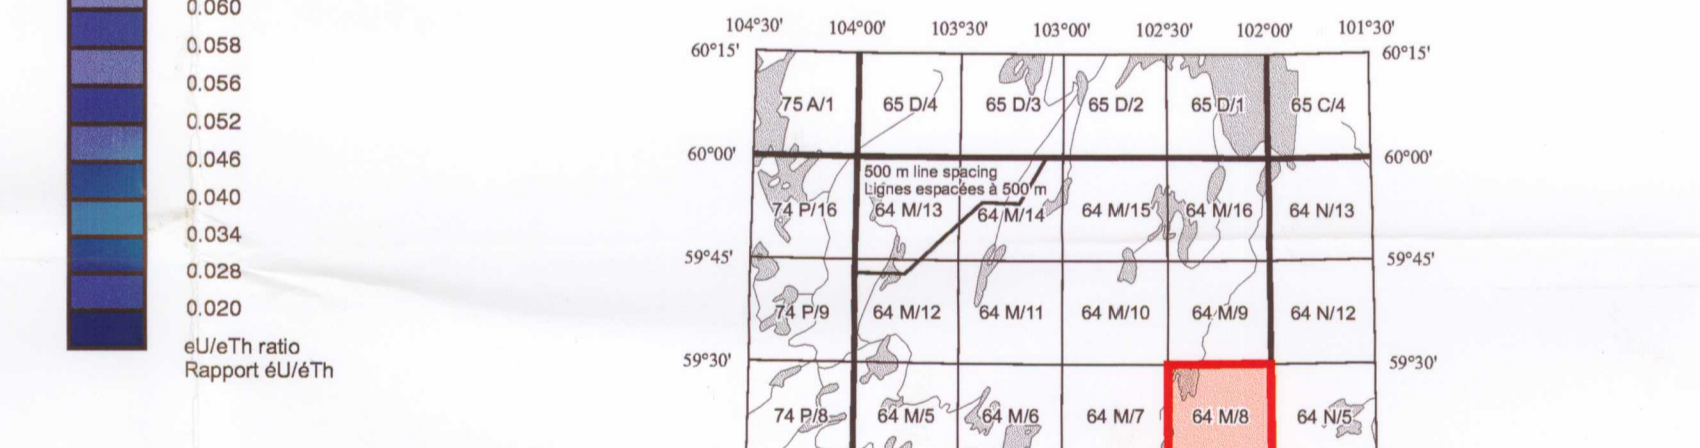 0.060
0.058
0.056
0.052
0.046
0.040
0.034
0.028
0.020
eU/eTh ratio
Rapport éU/éTh
104°30' 104°00' 103°30' 103°00' 102°30' 102°00' 101°30'
60°15' 60°15'
75 A/1 65 D/4 65 D/3 65 D/2 65 D/1 65 C/4
60°00' 60°00'
500 m line spacing
Lignes espacées à 500 m
74 P/16 64 M/13 64 M/14 64 M/15 64 M/16 64 N/13
59°45' 59°45'
74 P/9 64 M/12 64 M/11 64 M/10 64 M/9 64 N/12
59°30' 59°30'
74 P/8 64 M/5 64 M/6 64 M/7 64 M/8 64 N/5